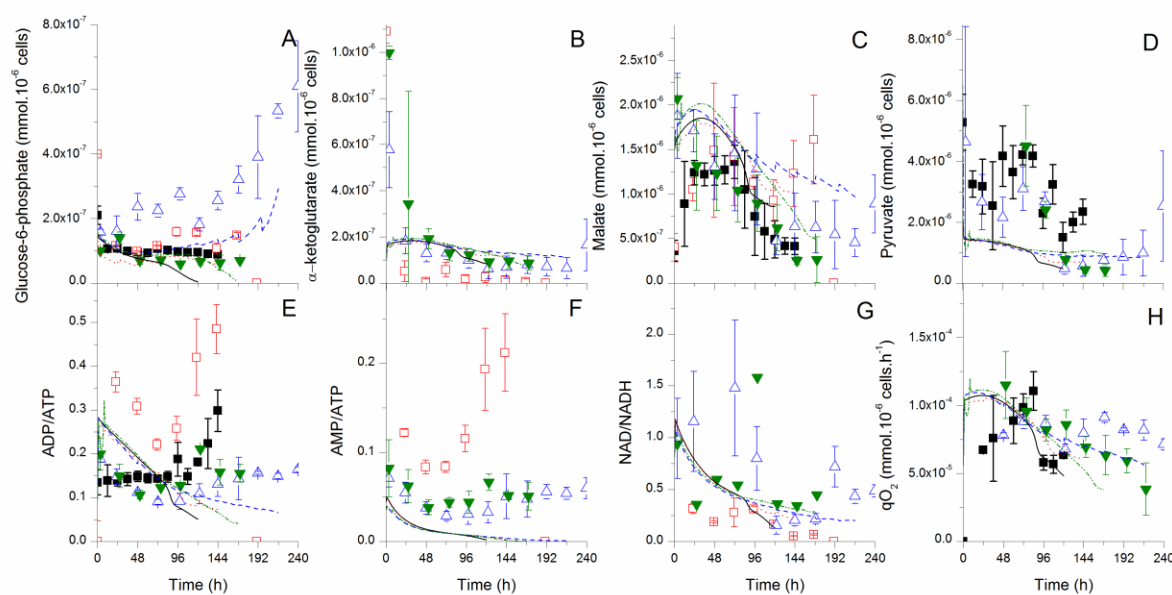 A
Glucose-6-phosphate (mmol.10⁻⁶ cells)
8.0x10⁻⁷
6.0x10⁻⁷
4.0x10⁻⁷
2.0x10⁻⁷
0.0
B
α−ketoglutarate (mmol.10⁻⁶ cells)
1.0x10⁻⁶
8.0x10⁻⁷
6.0x10⁻⁷
4.0x10⁻⁷
2.0x10⁻⁷
0.0
C
Malate (mmol.10⁻⁶ cells)
2.5x10⁻⁶
2.0x10⁻⁶
1.5x10⁻⁶
1.0x10⁻⁶
5.0x10⁻⁷
0.0
D
Pyruvate (mmol.10⁻⁶ cells)
8.0x10⁻⁶
6.0x10⁻⁶
4.0x10⁻⁶
2.0x10⁻⁶
0.0
E
ADP/ATP
0.5
0.4
0.3
0.2
0.1
0.0
0 48 96 144 192 240
Time (h)
F
AMP/ATP
0.2
0.1
0.0
0 48 96 144 192 240
Time (h)
G
NAD/NADH
2.0
1.5
1.0
0.5
0.0
0 48 96 144 192 240
Time (h)
H
qO₂ (mmol.10⁻⁶ cells.h⁻¹)
1.5x10⁻⁴
1.0x10⁻⁴
5.0x10⁻⁵
0.0
0 48 96 144 192 240
Time (h)